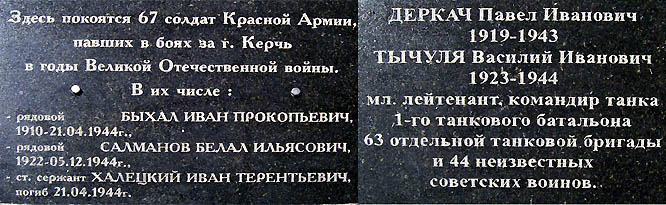 Здесь покоятся 67 солдат Красной Армии,
павших в боях за г. Керчь
в годы Великой Отечественной войны.
В их числе :
- рядовой БЫХАЛ ИВАН ПРОКОПЬЕВИЧ,
1910-21.04.1944г.,
- рядовой САЛМАНОВ БЕЛАЛ ИЛЬЯСОВИЧ,
1922-05.12.1944г.,
- ст. сержант ХАЛЕЦКИЙ ИВАН ТЕРЕНТЬЕВИЧ,
погиб 21.04.1944г.
ДЕРКАЧ Павел Иванович
1919-1943
ТЫЧУЛЯ Василий Иванович
1923-1944
мл. лейтенант, командир танка
1-го танкового батальона
63 отдельной танковой бригады
и 44 неизвестных
советских воинов.